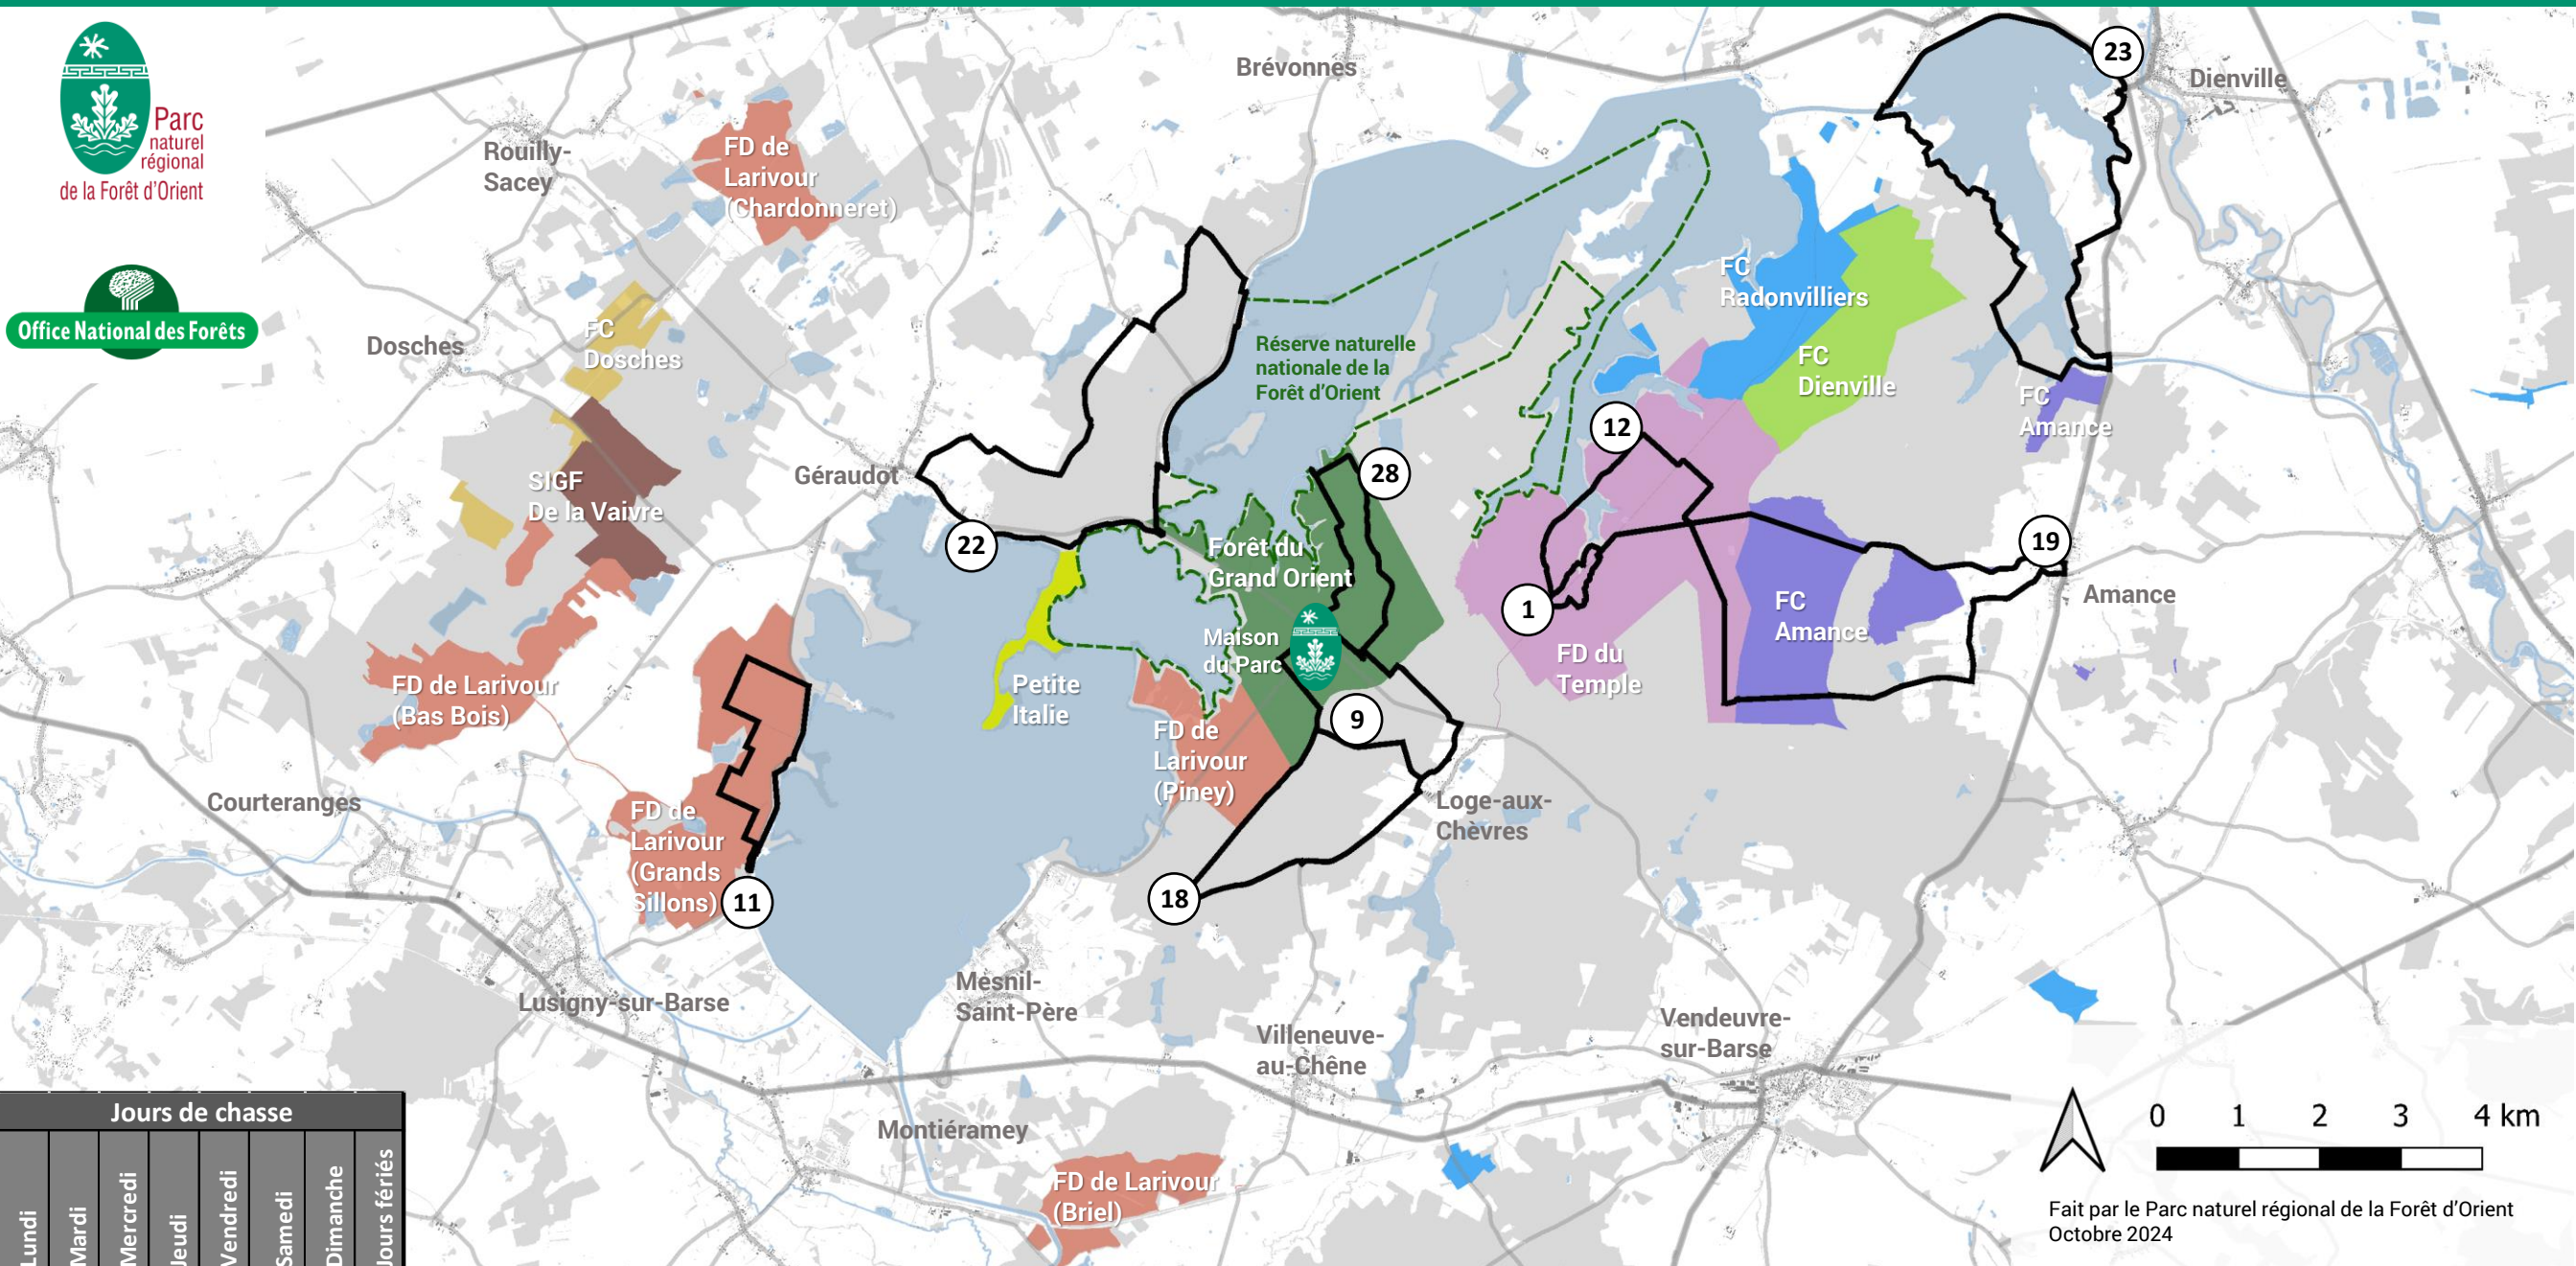 Parc
naturel
régional
de la Forêt d'Orient
Office National des Forêts
Brévonnes
23
Dienville
Rouilly-
Sacey
FD de
Larivour
(Chardonneret)
FC
Radonvilliers
FC
Dosches
Dosches
Réserve naturelle
nationale de la
Forêt d'Orient
FC
Dienville
FC
Amance
12
28
Géraudot
SIGF
De la Vaivre
22
Forêt du
Grand Orient
19
Amance
1
FC
Amance
Maison
du Parc
FD du
Temple
FD de Larivour
(Bas Bois)
Petite
Italie
9
FD de
Larivour
(Piney)
Courteranges
FD de
Larivour
(Grands
Sillons)
11
Loge-aux-
Chèvres
18
Lusigny-sur-Barse
Mesnil-
Saint-Père
Villeneuve-
au-Chêne
Vendeuvre-
sur-Barse
Montiéramey
FD de Larivour
(Briel)
Jours de chasse
Lundi
Mardi
Mercredi
Jeudi
Vendredi
Samedi
Dimanche
Jours fériés
0 1 2 3 4 km
Fait par le Parc naturel régional de la Forêt d'Orient
Octobre 2024